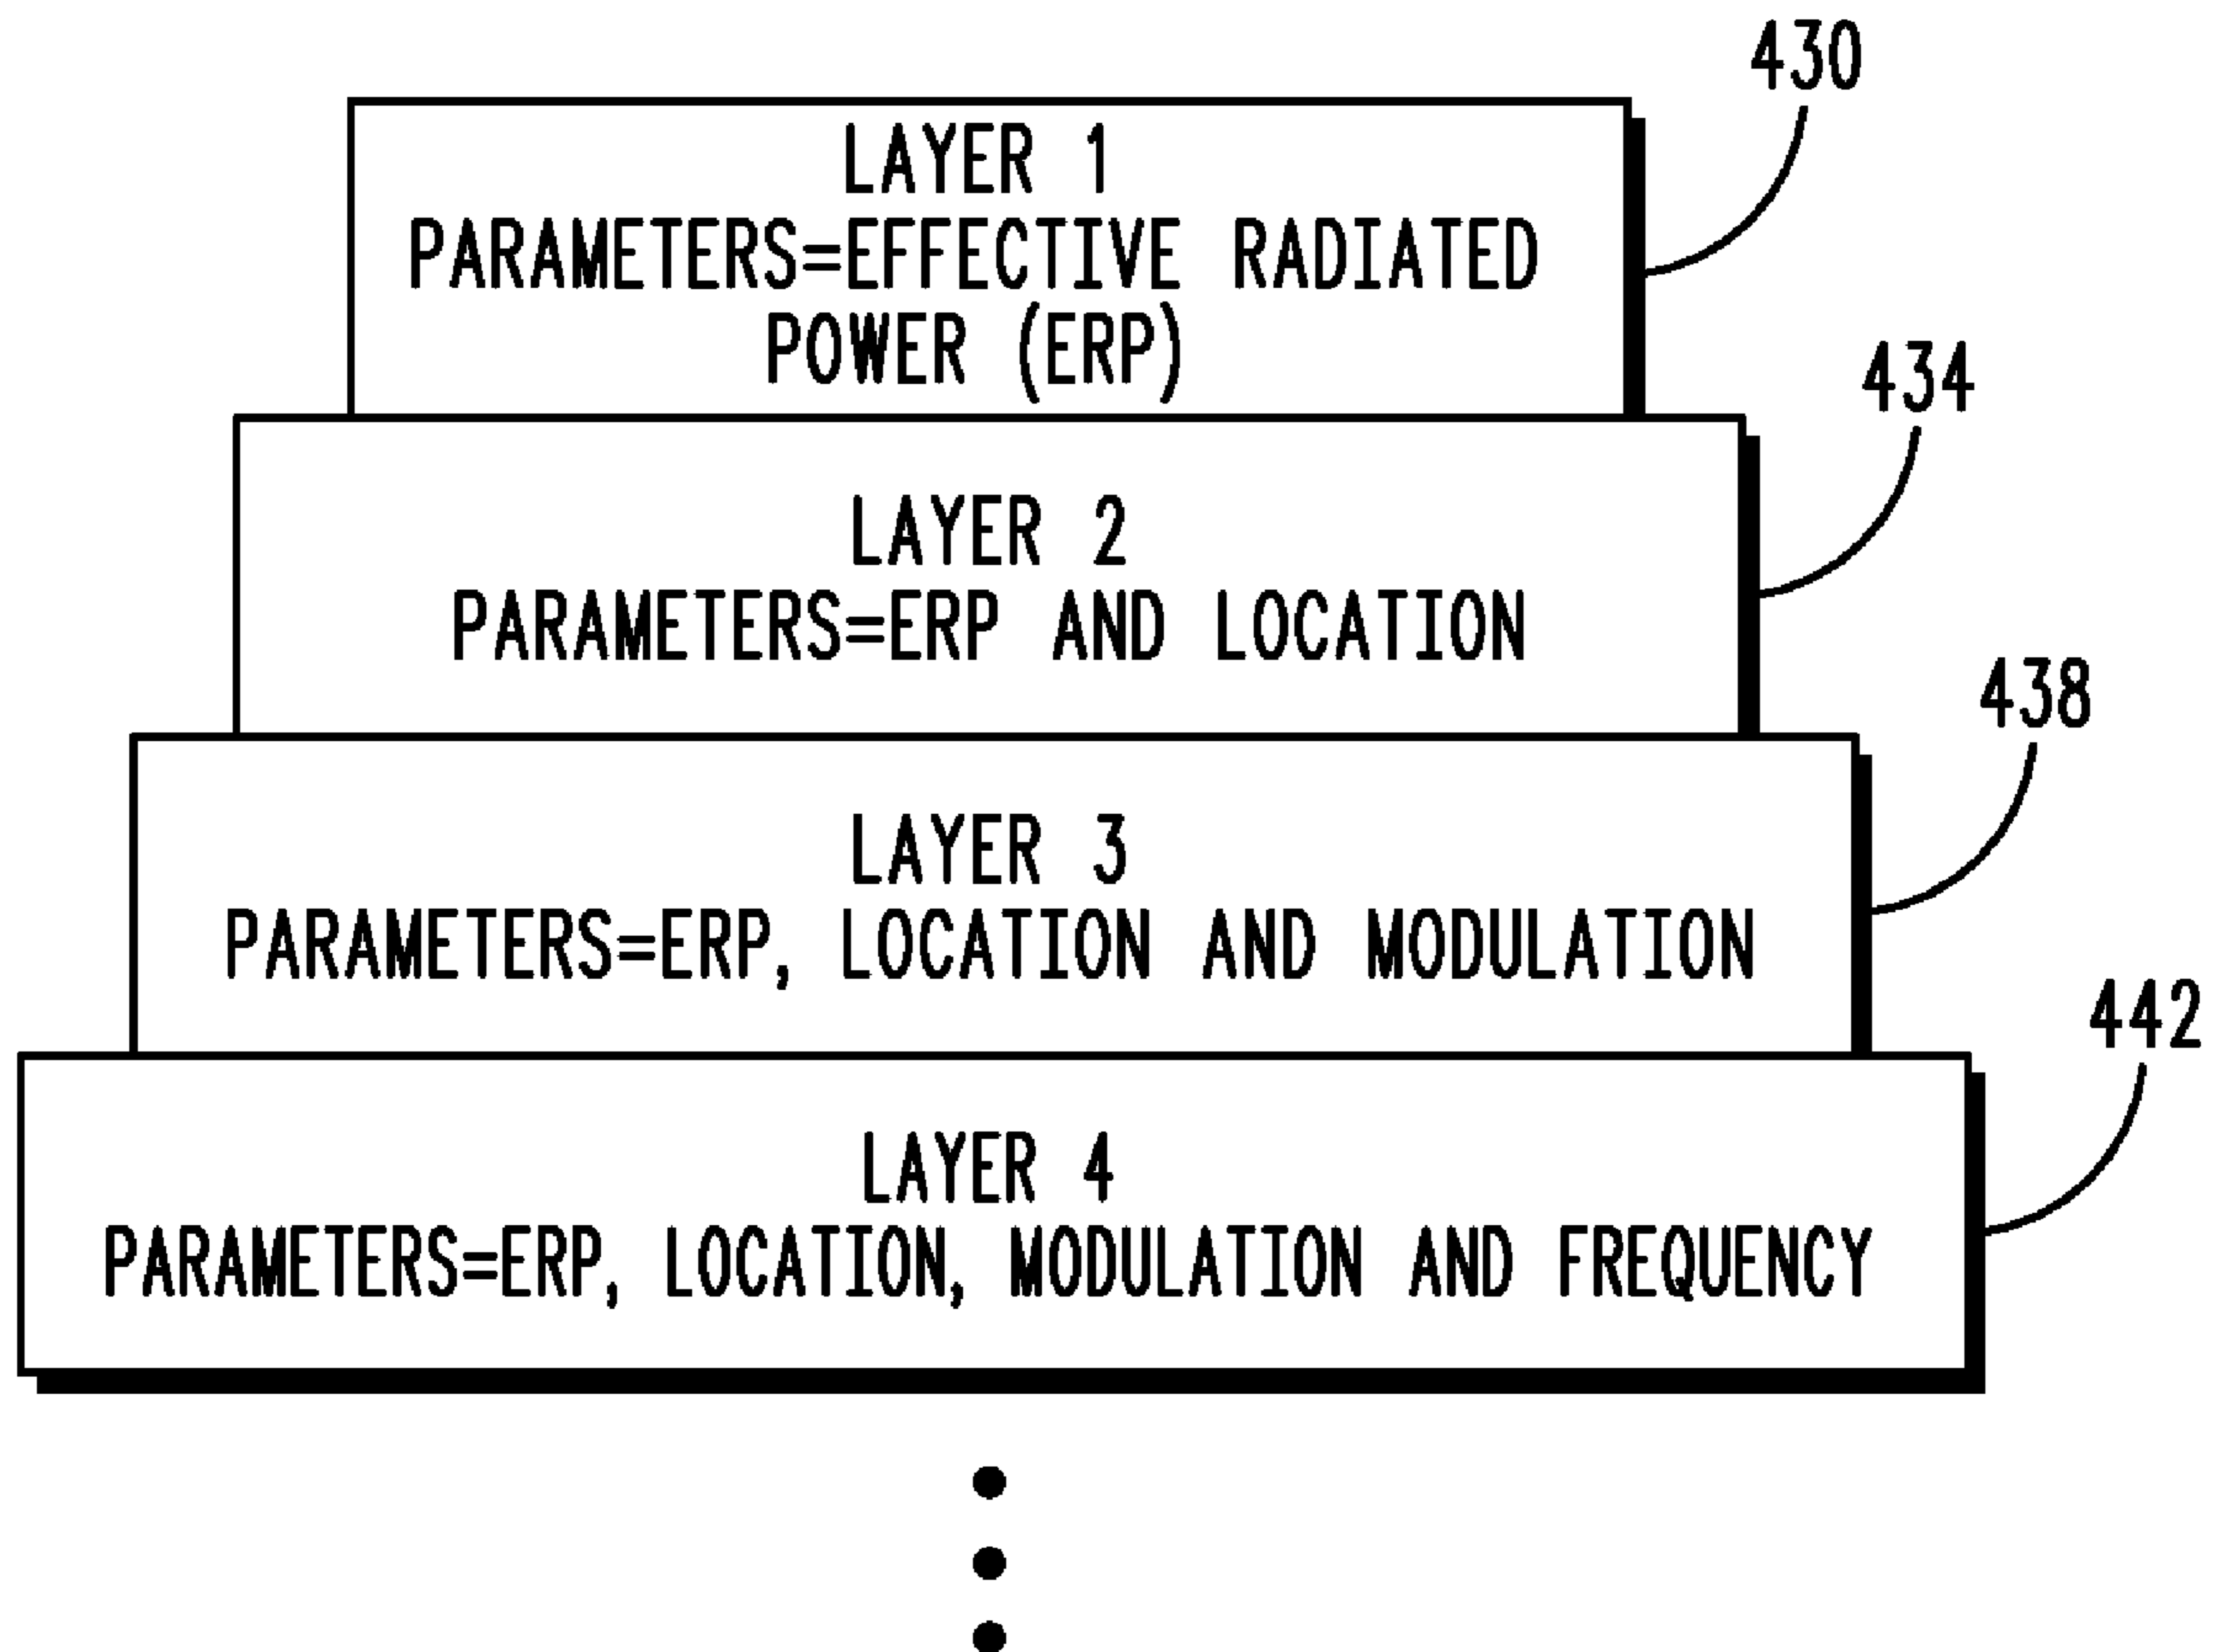 430
LAYER 1
PARAMETERS=EFFECTIVE RADIATED
POWER (ERP)
434
LAYER 2
PARAMETERS=ERP AND LOCATION
438
LAYER 3
PARAMETERS=ERP, LOCATION AND MODULATION
442
LAYER 4
PARAMETERS=ERP, LOCATION, MODULATION AND FREQUENCY